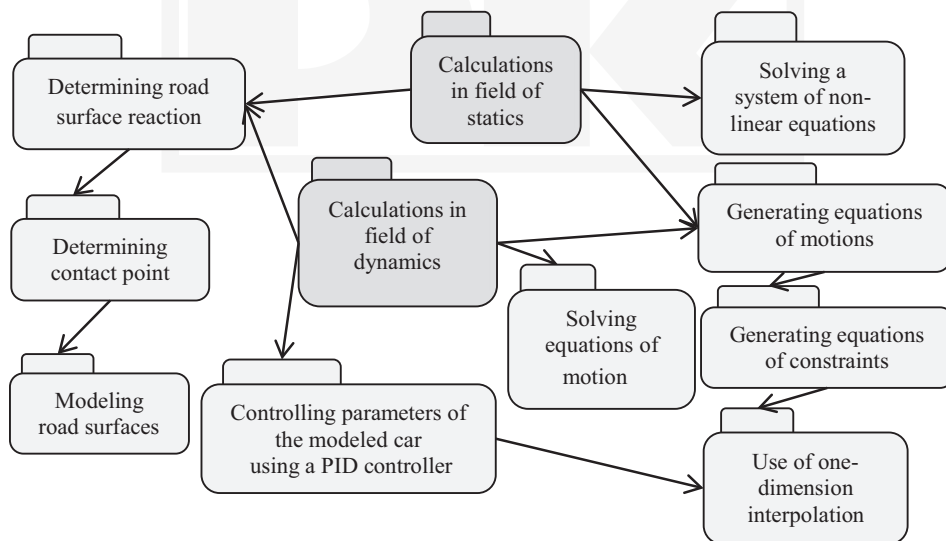 Determining road
surface reaction
Calculations
in field of
statics
Solving a
system of non-
linear equations
Determining
contact point
Calculations in
field of
dynamics
Generating equations
of motions
Solving
equations of
motion
Generating equations
of constraints
Modeling
road surfaces
Controlling parameters of
the modeled car
using a PID controller
Use of one-
dimension
interpolation